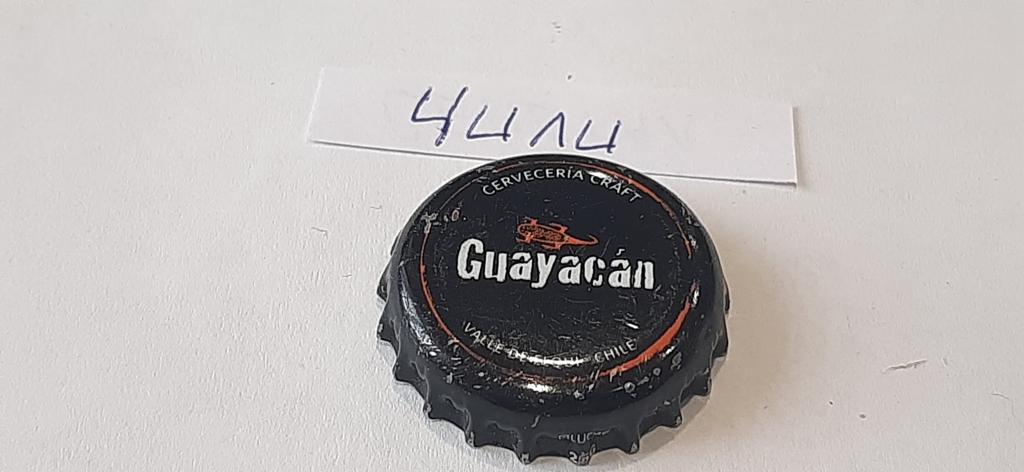 4414
CERVECERÍA CRAFT
Guayacán
VALLE DE CHILE